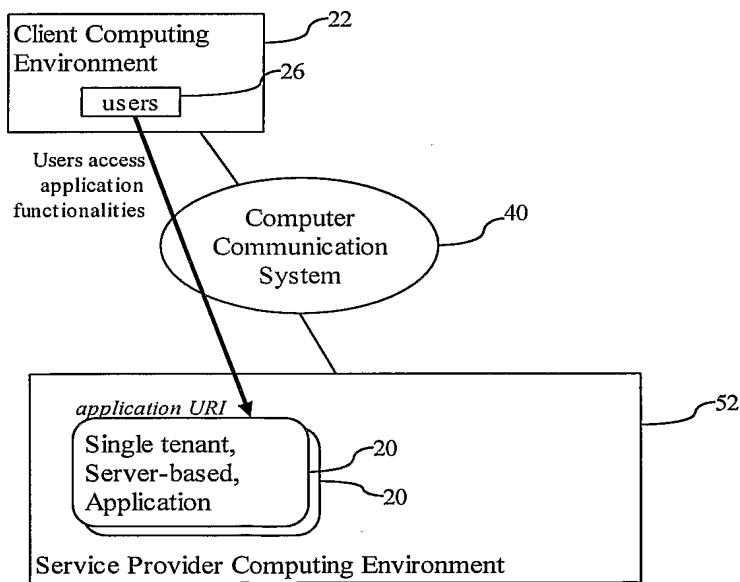 Client Computing
Environment
22
users
26
Users access
application
functionalities
Computer
Communication
System
40
52
application URI
Single tenant,
Server-based,
Application
20
20
Service Provider Computing Environment